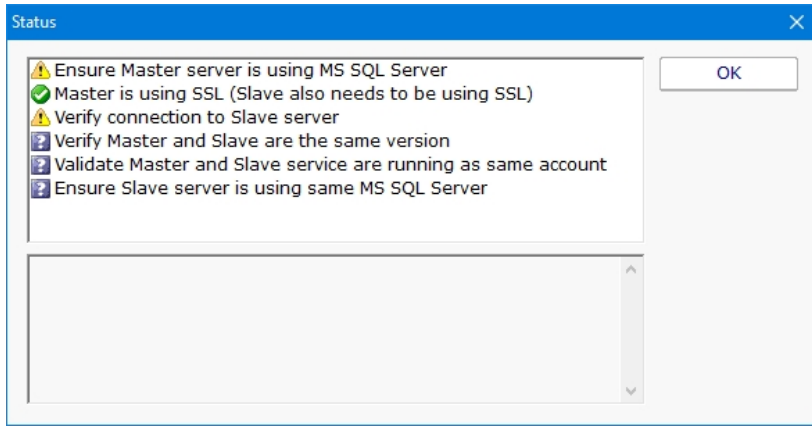 Status
Ensure Master server is using MS SQL Server
Master is using SSL (Slave also needs to be using SSL)
Verify connection to Slave server
Verify Master and Slave are the same version
Validate Master and Slave service are running as same account
Ensure Slave server is using same MS SQL Server
OK